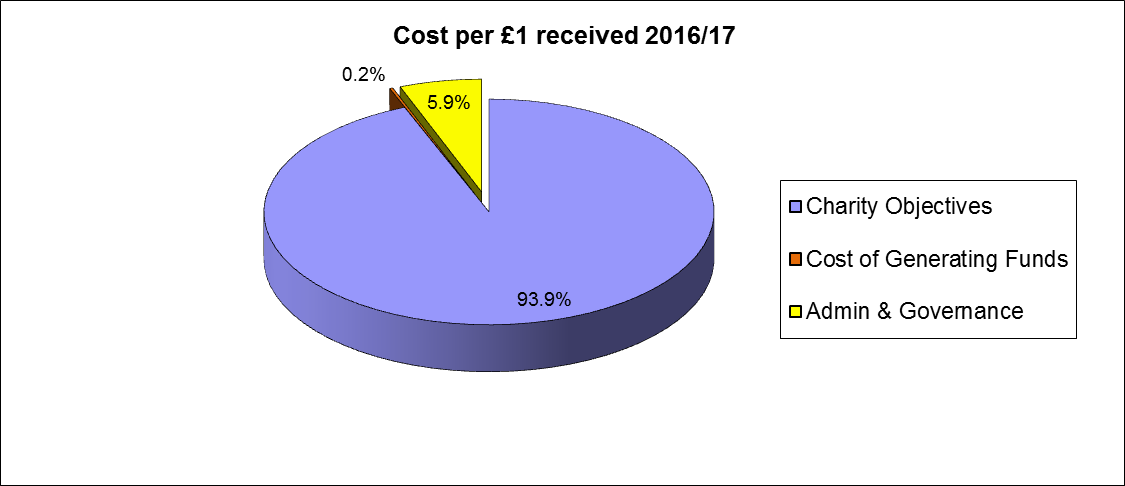 Cost per £1 received 2016/17
0.2%
5.9%
93.9%
Charity Objectives
Cost of Generating Funds
Admin & Governance